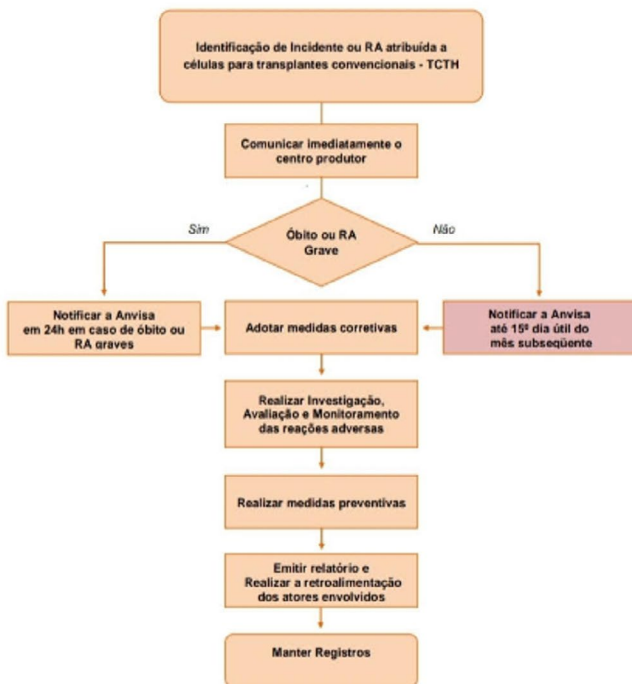 Identificação de Incidente ou RA atribuída a
células para transplantes convencionais - TCTH
Comunicar imediatamente o
centro produtor
Sim
Óbito ou RA
Grave
Não
Notificar a Anvisa
em 24h em caso de óbito ou
RA graves
Adotar medidas corretivas
Notificar a Anvisa
até 15º dia útil do
mês subseqüente
Realizar Investigação,
Avaliação e Monitoramento
das reações adversas
Realizar medidas preventivas
Emitir relatório e
Realizar a retroalimentação
dos atores envolvidos
Manter Registros